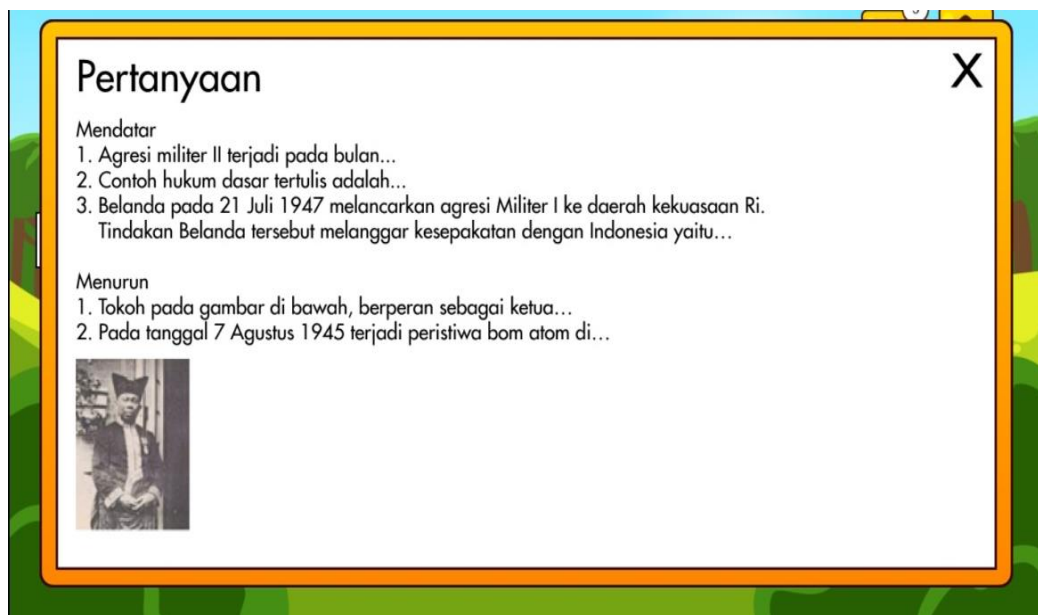 Pertanyaan
X
Mendatar
1. Agresi militer II terjadi pada bulan...
2. Contoh hukum dasar tertulis adalah...
3. Belanda pada 21 Juli 1947 melancarkan agresi Militer I ke daerah kekuasaan Ri.
Tindakan Belanda tersebut melanggar kesepakatan dengan Indonesia yaitu...
Menurun
1. Tokoh pada gambar di bawah, berperan sebagai ketua...
2. Pada tanggal 7 Agustus 1945 terjadi peristiwa bom atom di...